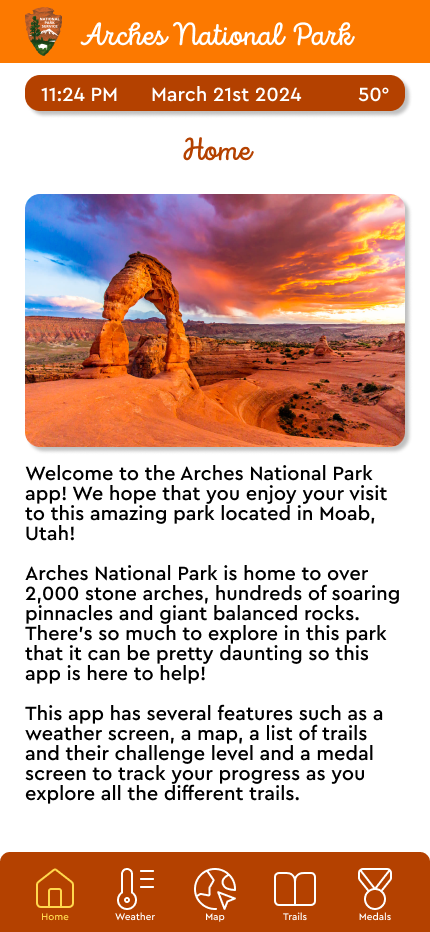 NATIONAL
PARK
SERVICE
Arches National Park
11:24 PM March 21st 2024 50°
Home
Welcome to the Arches National Park
app! We hope that you enjoy your visit
to this amazing park located in Moab,
Utah!
Arches National Park is home to over
2,000 stone arches, hundreds of soaring
pinnacles and giant balanced rocks.
There's so much to explore in this park
that it can be pretty daunting so this
app is here to help!
This app has several features such as a
weather screen, a map, a list of trails
and their challenge level and a medal
screen to track your progress as you
explore all the different trails.
Home Weather Map Trails Medals